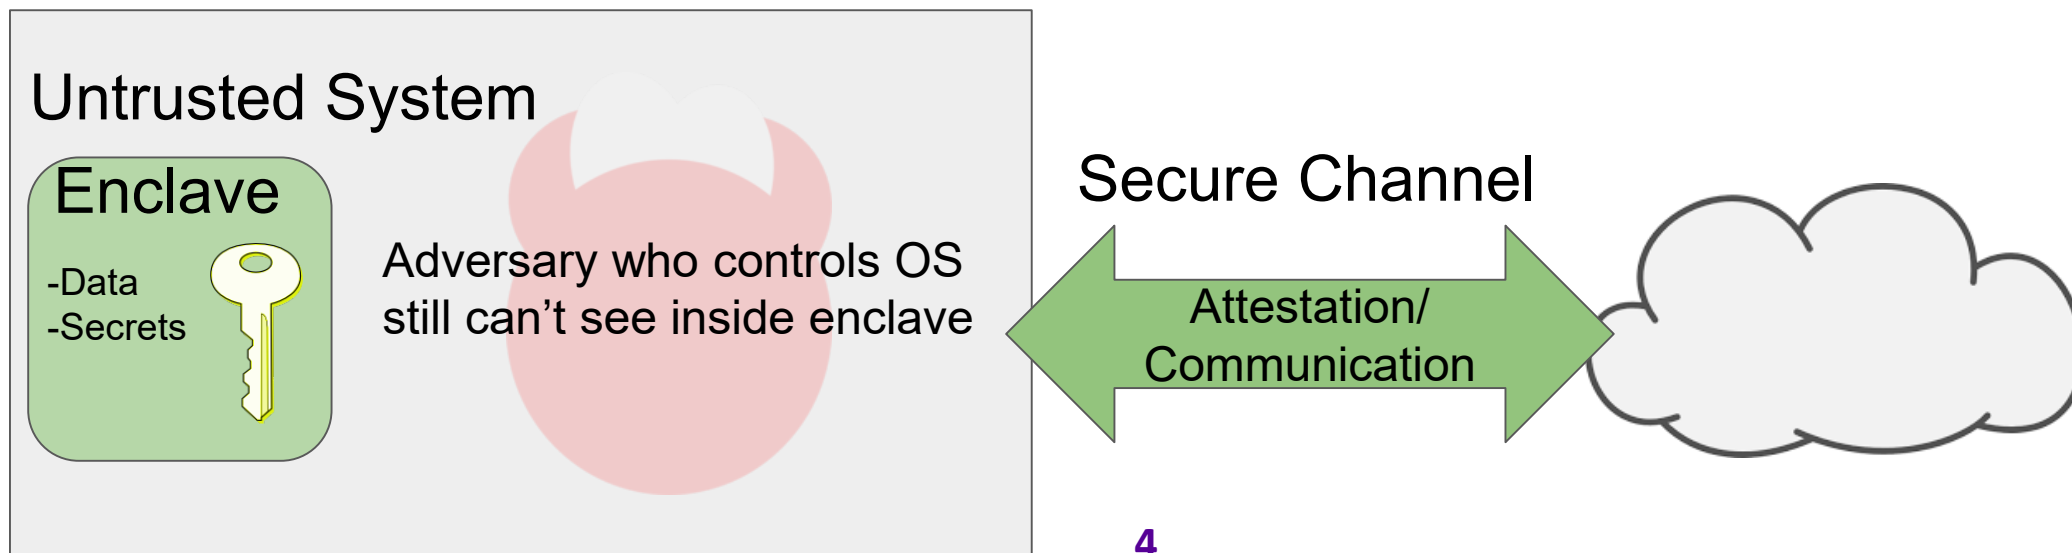 Untrusted System
Enclave
-Data
-Secrets
Adversary who controls OS
still can’t see inside enclave
Secure Channel
Attestation/
Communication
4